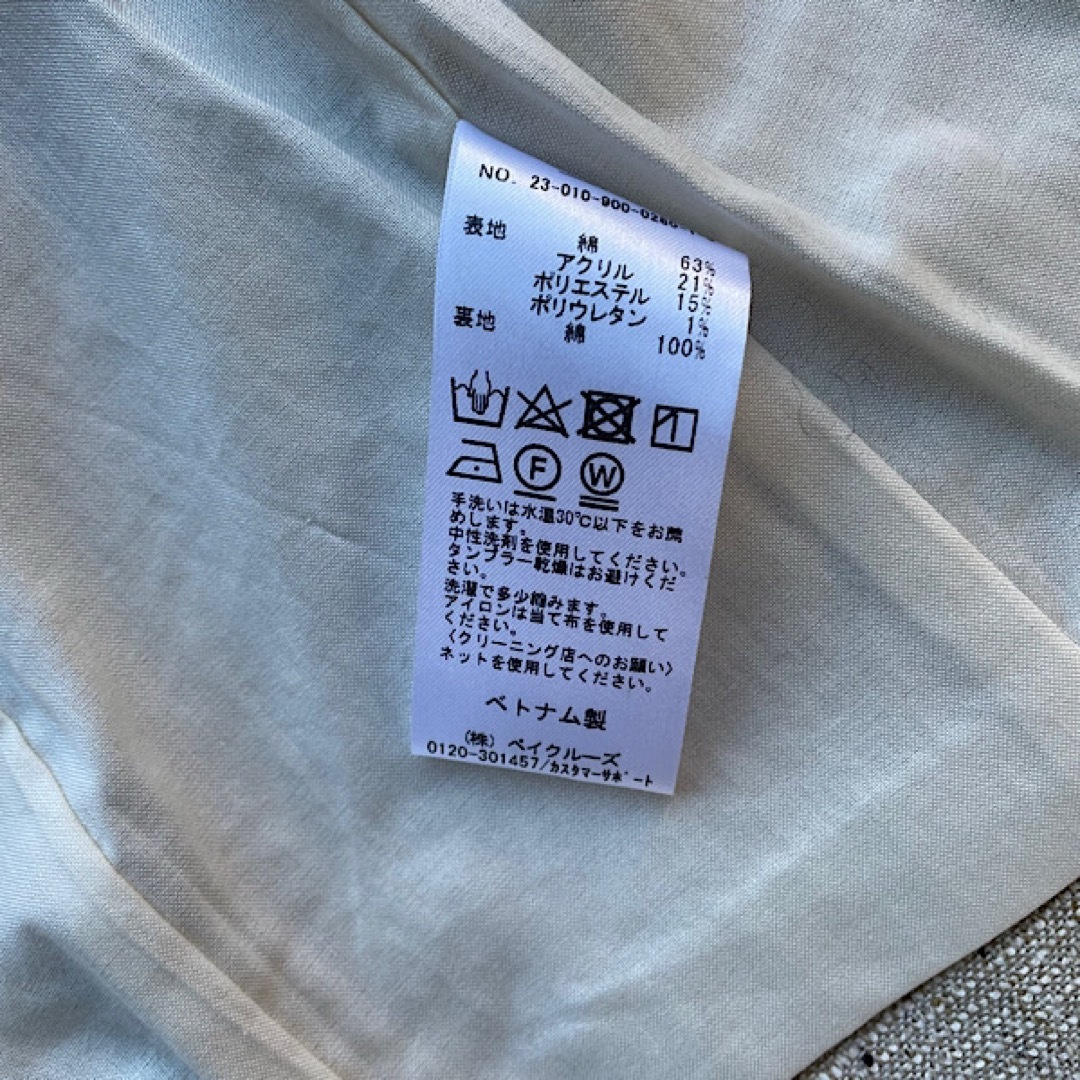 NO. 23-010-900-0280-
表地 綿 63%
アクリル 21%
ポリエステル 15%
ポリウレタン 1%
裏地 綿 100%
F W
手洗いは水温30℃以下をお薦
めします。
中性洗剤を使用してください。
タンブラー乾燥はお避けくだ
さい。
洗濯で多少縮みます。
アイロンは当て布を使用して
ください。
〈クリーニング店へのお願い〉
ネットを使用してください。
ベトナム製
(株) ベイクルーズ
0120-301457/カスタマーサポート